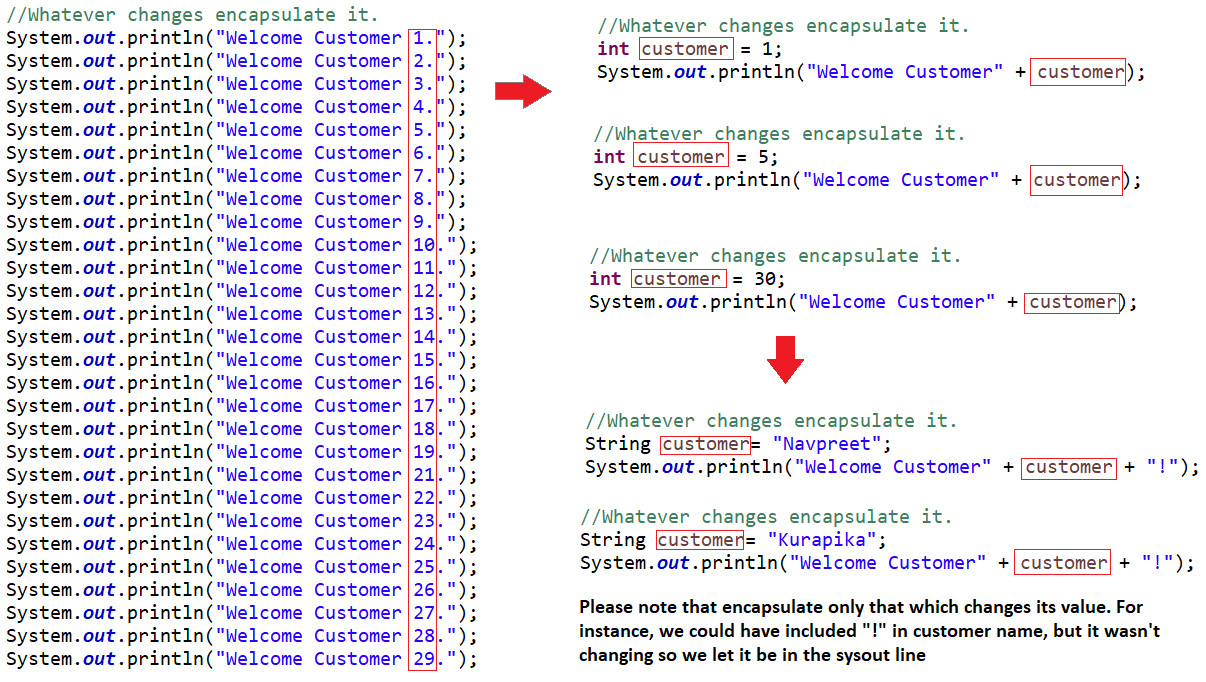 //Whatever changes encapsulate it.
System.out.println("Welcome Customer 1.");
System.out.println("Welcome Customer 2.");
System.out.println("Welcome Customer 3.");
System.out.println("Welcome Customer 4.");
System.out.println("Welcome Customer 5.");
System.out.println("Welcome Customer 6.");
System.out.println("Welcome Customer 7.");
System.out.println("Welcome Customer 8.");
System.out.println("Welcome Customer 9.");
System.out.println("Welcome Customer 10.");
System.out.println("Welcome Customer 11.");
System.out.println("Welcome Customer 12.");
System.out.println("Welcome Customer 13.");
System.out.println("Welcome Customer 14.");
System.out.println("Welcome Customer 15.");
System.out.println("Welcome Customer 16.");
System.out.println("Welcome Customer 17.");
System.out.println("Welcome Customer 18.");
System.out.println("Welcome Customer 19.");
System.out.println("Welcome Customer 21.");
System.out.println("Welcome Customer 22.");
System.out.println("Welcome Customer 23.");
System.out.println("Welcome Customer 24.");
System.out.println("Welcome Customer 25.");
System.out.println("Welcome Customer 26.");
System.out.println("Welcome Customer 27.");
System.out.println("Welcome Customer 28.");
System.out.println("Welcome Customer 29.");
//Whatever changes encapsulate it.
int customer = 1;
System.out.println("Welcome Customer" + customer);
//Whatever changes encapsulate it.
int customer = 5;
System.out.println("Welcome Customer" + customer);
//Whatever changes encapsulate it.
int customer = 30;
System.out.println("Welcome Customer" + customer);
//Whatever changes encapsulate it.
String customer= "Navpreet";
System.out.println("Welcome Customer" + customer + "!");
//Whatever changes encapsulate it.
String customer= "Kurapika";
System.out.println("Welcome Customer" + customer + "!");
Please note that encapsulate only that which changes its value. For
instance, we could have included "!" in customer name, but it wasn't
changing so we let it be in the sysout line